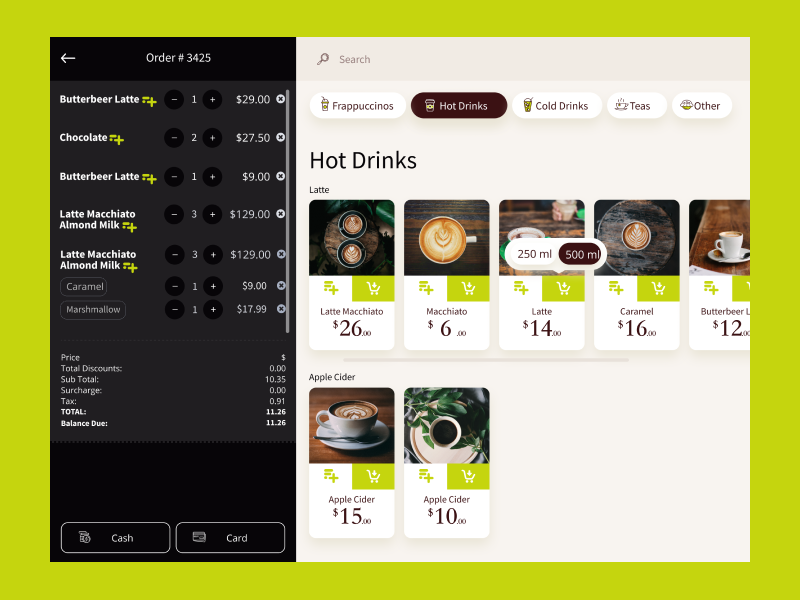 Order # 3425
Butterbeer Latte − 1 + $29.00
Chocolate − 2 + $27.50
Butterbeer Latte − 1 + $9.00
Latte Macchiato
Almond Milk − 3 + $129.00
Latte Macchiato
Almond Milk − 3 + $129.00
Caramel − 1 + $9.00
Marshmallow − 1 + $17.99
Price $
Total Discounts: 0.00
Sub Total: 10.35
Surcharge: 0.00
Tax: 0.91
TOTAL: 11.26
Balance Due: 11.26
Cash
Card
Search
Frappuccinos
Hot Drinks
Cold Drinks
Teas
Other
Hot Drinks
Latte
250 ml
500 ml
Latte Macchiato
$26.00
Macchiato
$6.00
Latte
$14.00
Caramel
$16.00
Butterbeer L
$12.00
Apple Cider
Apple Cider
$15.00
Apple Cider
$10.00